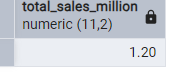 total_sales_million
numeric (11,2)
1.20